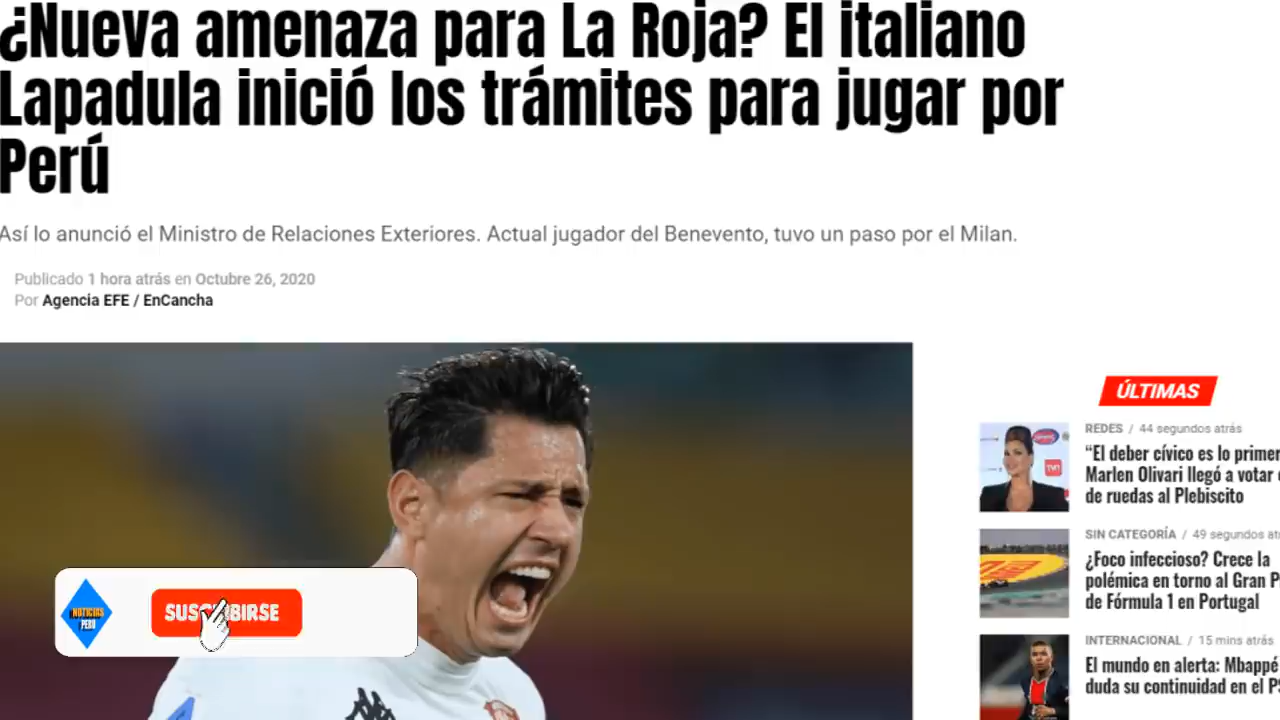 ¿Nueva amenaza para La Roja? El italiano
Lapadula inició los trámites para jugar por
Perú
Así lo anunció el Ministro de Relaciones Exteriores. Actual jugador del Benevento, tuvo un paso por el Milan.
Publicado 1 hora atrás en Octubre 26, 2020
Por Agencia EFE / EnCancha
ÚLTIMAS
REDES / 44 segundos atrás
“El deber cívico es lo primer
Marlen Olivari llegó a votar
de ruedas al Plebiscito
SIN CATEGORÍA / 49 segundos
¿Foco infeccioso? Crece la
polémica en torno al Gran
de Fórmula 1 en Portugal
INTERNACIONAL / 15 mins atrás
El mundo en alerta: Mbappé
duda su continuidad en el
NOTICIAS
PERÚ
SUSCRIBIRSE